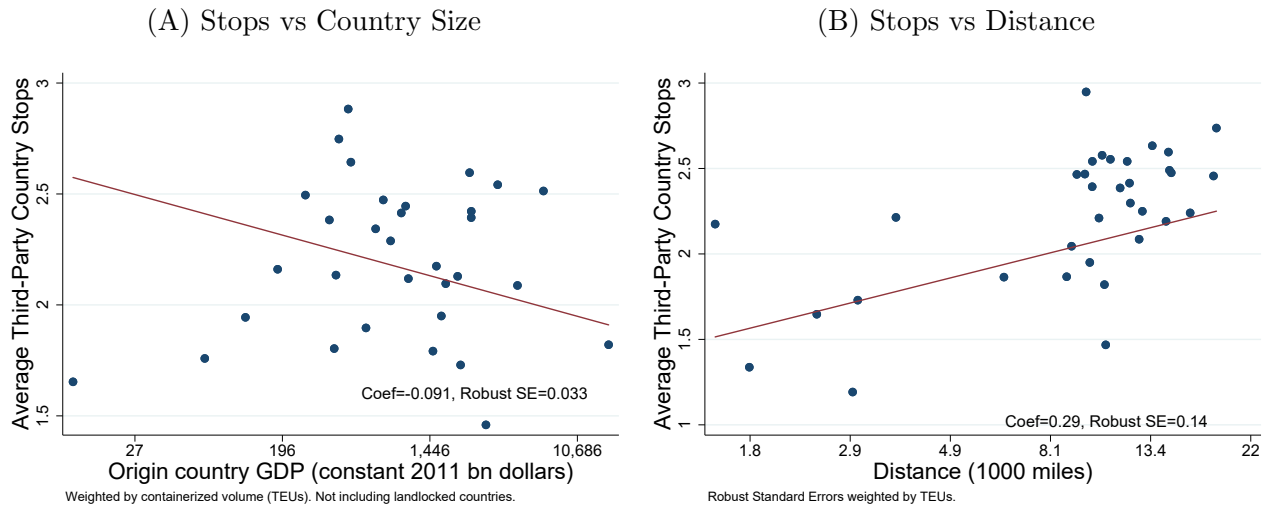 (A) Stops vs Country Size
Average Third-Party Country Stops
3
2.5
2
1.5
Coef=-0.091, Robust SE=0.033
27 196 1,446 10,686
Origin country GDP (constant 2011 bn dollars)
Weighted by containerized volume (TEUs). Not including landlocked countries.
(B) Stops vs Distance
Average Third-Party Country Stops
3
2.5
2
1.5
1
Coef=0.29, Robust SE=0.14
1.8 2.9 4.9 8.1 13.4 22
Distance (1000 miles)
Robust Standard Errors weighted by TEUs.